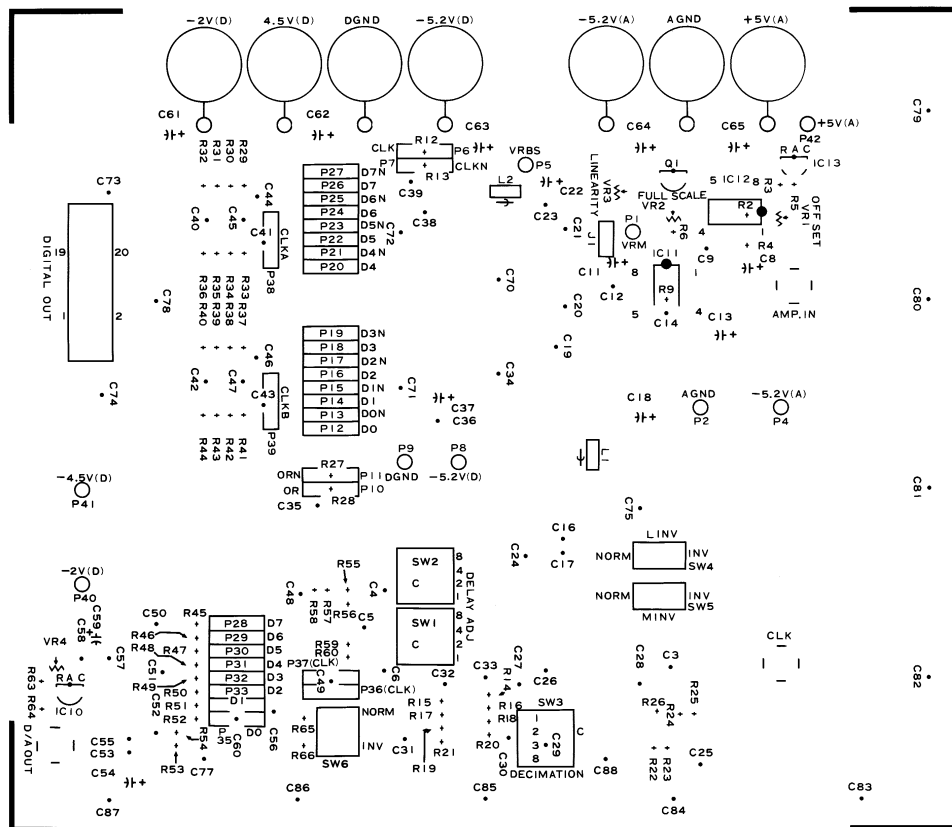 -2V(D) 4.5V(D) DGND -5.2V(D) -5.2V(A) AGND +5V(A)
C61 C62 C63 C64 C65 +5V(A)
P42
C79
R32 R31 R30 R29
CLK R12 P6
P7 R13 CLKN
VRBS
P5
L2
C22
C23
C21
LINEARITY
VR3
Q1
FULL SCALE
VR2
R6
5 IC12 8
R2
4 1
R3
RAC
IC13
R5
VR1
OFFSET
R4
C8
C73
C44
C40 C45 C41
CLKA
P38
P27 D7N
P26 D7
P25 D6N
P24 D6
P23 D5N
P22 D5
P21 D4N
P20 D4
C39
C38
C72
J1
P1
VRM
IC11
8 1
R9
5 4
C14
C9
C11
C12
C13
AMP.IN
DIGITAL OUT
19 20
1 2
C78
R36 R35 R34 R33
R40 R39 R38 R37
C70
C20
C19
C80
P19 D3N
P18 D3
P17 D2N
P16 D2
P15 D1N
P14 D1
P13 D0N
P12 D0
C46
C42 C47 C43
CLKB
P39
C71
C34
C37
C36
C74
R44 R43 R42 R41
C18
AGND
P2
-5.2V(A)
P4
-4.5V(D)
P41
R27
ORN P11
OR P10
R28
C35
P9
DGND
P8
-5.2V(D)
L1
C81
C75
C16
C17
C24
LINV
NORM INV
SW4
NORM INV
SW5
MINV
-2V(D)
P40
C59
C58
C57
VR4
RAC
IC10
R63
R64
D/AOUT
C50 R45
R46
R48 R47
C51
R49 R50
R51
C52 R52
P28 D7
P29 D6
P30 D5
P31 D4
P32 D3
P33 D2
D1
P35 D0
C60
C56
C48
R58 R57
R55
R56
C4
C5
R59
R60
P37(CLK)
C49
P36(CLK)
C6
SW2
C
8
4
2
1
SW1
C
8
4
2
1
DELAY ADJ
C32 C33
R14
C27
C26
C28 C3
CLK
C82
R65
R66
NORM
INV
SW6
R15
R17
R19
R21
C31
R16
R18
R20
C30
SW3
1
2
3
8
C
C29
DECIMATION
C88
R26
R24
R25
R22 R23
C25
C55
C53
C54
R53
R54
C77
C87 C86 C85 C84 C83